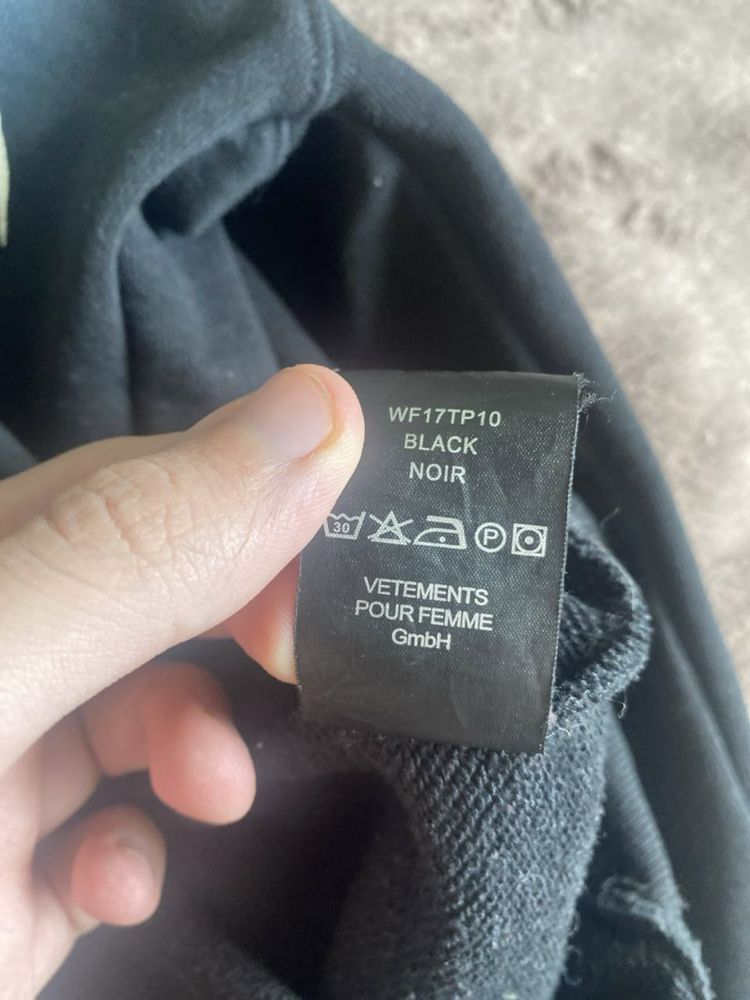 WF17TP10
BLACK
NOIR
30 P
VETEMENTS
POUR FEMME
GmbH